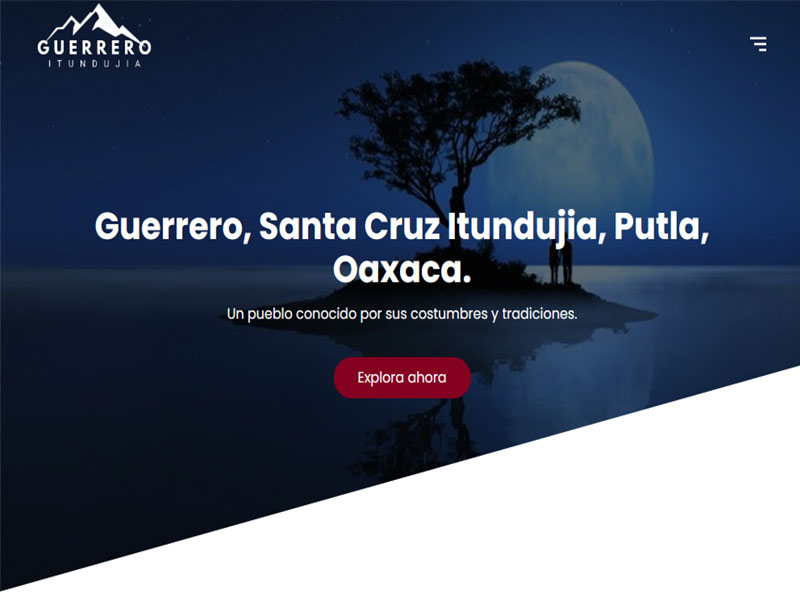 GUERRERO
ITUNDUJIA
Guerrero, Santa Cruz Itundujia, Putla,
Oaxaca.
Un pueblo conocido por sus costumbres y tradiciones.
Explora ahora